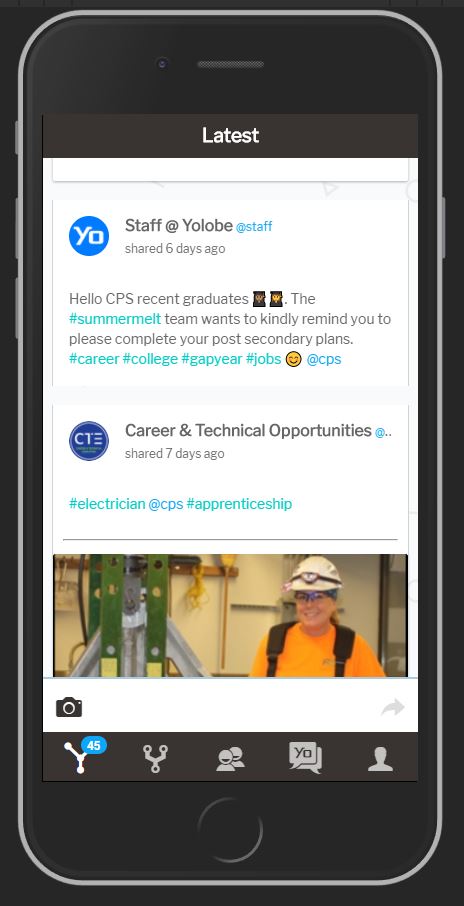 Latest
Yo
Staff @ Yolobe @staff
shared 6 days ago
Hello CPS recent graduates 👩🏾‍🎓👩‍🎓. The
#summermelt team wants to kindly remind you to
please complete your post secondary plans.
#career #college #gapyear #jobs 😊 @cps
CTE
Career & Technical Opportunities @..
shared 7 days ago
#electrician @cps #apprenticeship
45
Yo